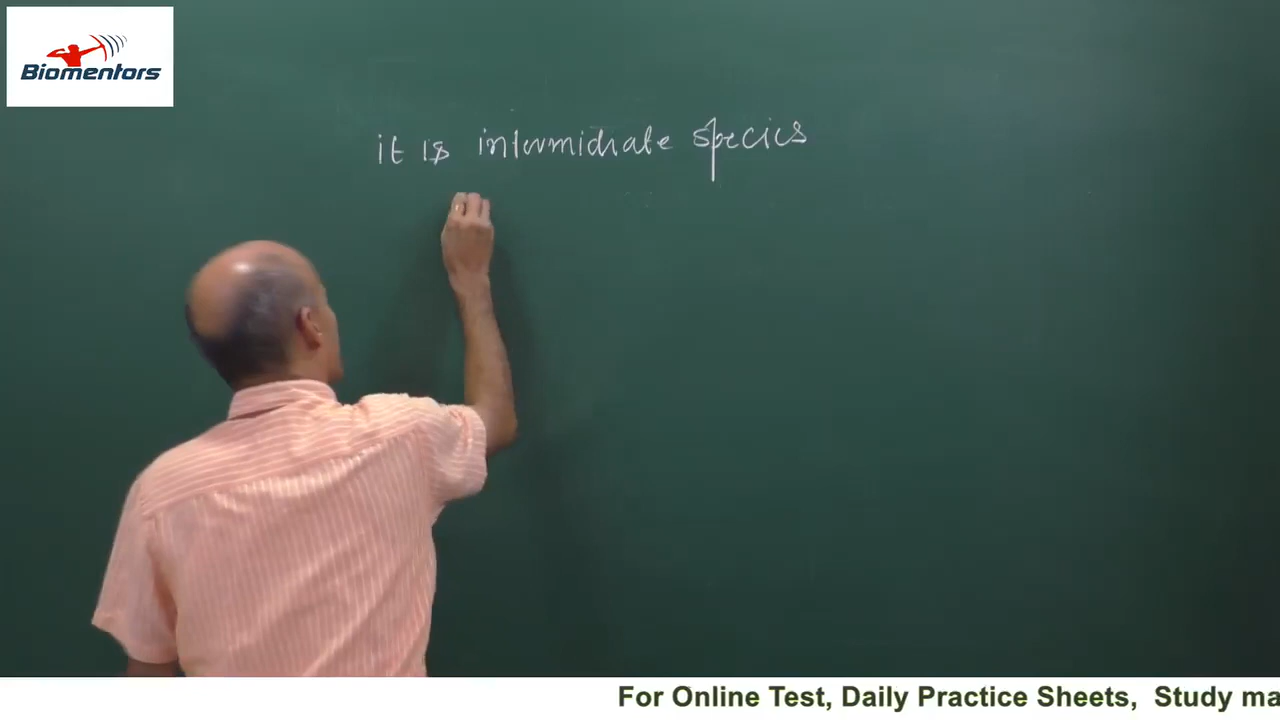 Biomentors
it is intermidiate species
For Online Test, Daily Practice Sheets, Study ma